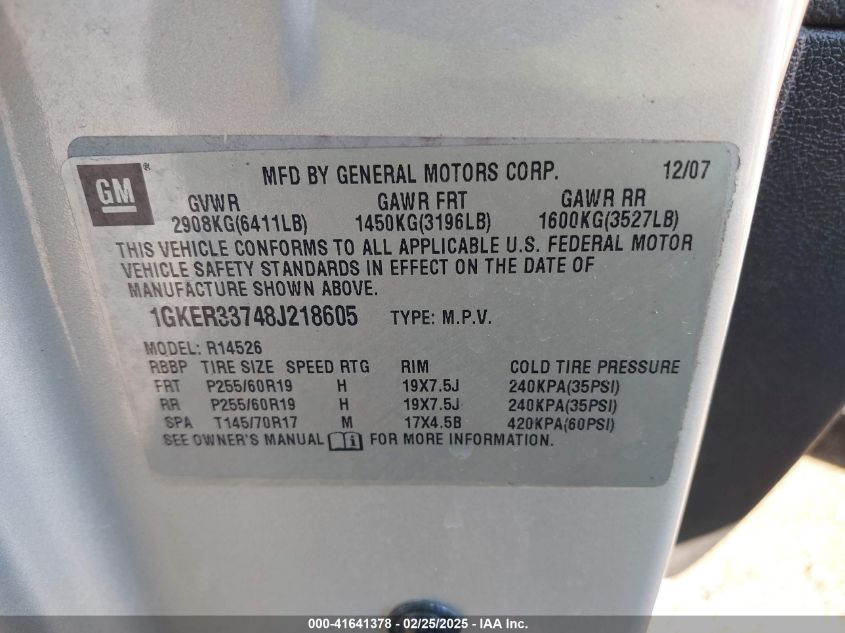 GM ® MFD BY GENERAL MOTORS CORP. 12/07
GVWR GAWR FRT GAWR RR
2908KG(6411LB) 1450KG(3196LB) 1600KG(3527LB)
THIS VEHICLE CONFORMS TO ALL APPLICABLE U.S. FEDERAL MOTOR
VEHICLE SAFETY STANDARDS IN EFFECT ON THE DATE OF
MANUFACTURE SHOWN ABOVE.
1GKER33748J218605 TYPE: M.P.V.
MODEL: R14526
RBBP TIRE SIZE SPEED RTG RIM COLD TIRE PRESSURE
FRT P255/60R19 H 19X7.5J 240KPA(35PSI)
RR P255/60R19 H 19X7.5J 240KPA(35PSI)
SPA T145/70R17 M 17X4.5B 420KPA(60PSI)
SEE OWNER'S MANUAL i FOR MORE INFORMATION.
000-41641378 - 02/25/2025 - IAA Inc.